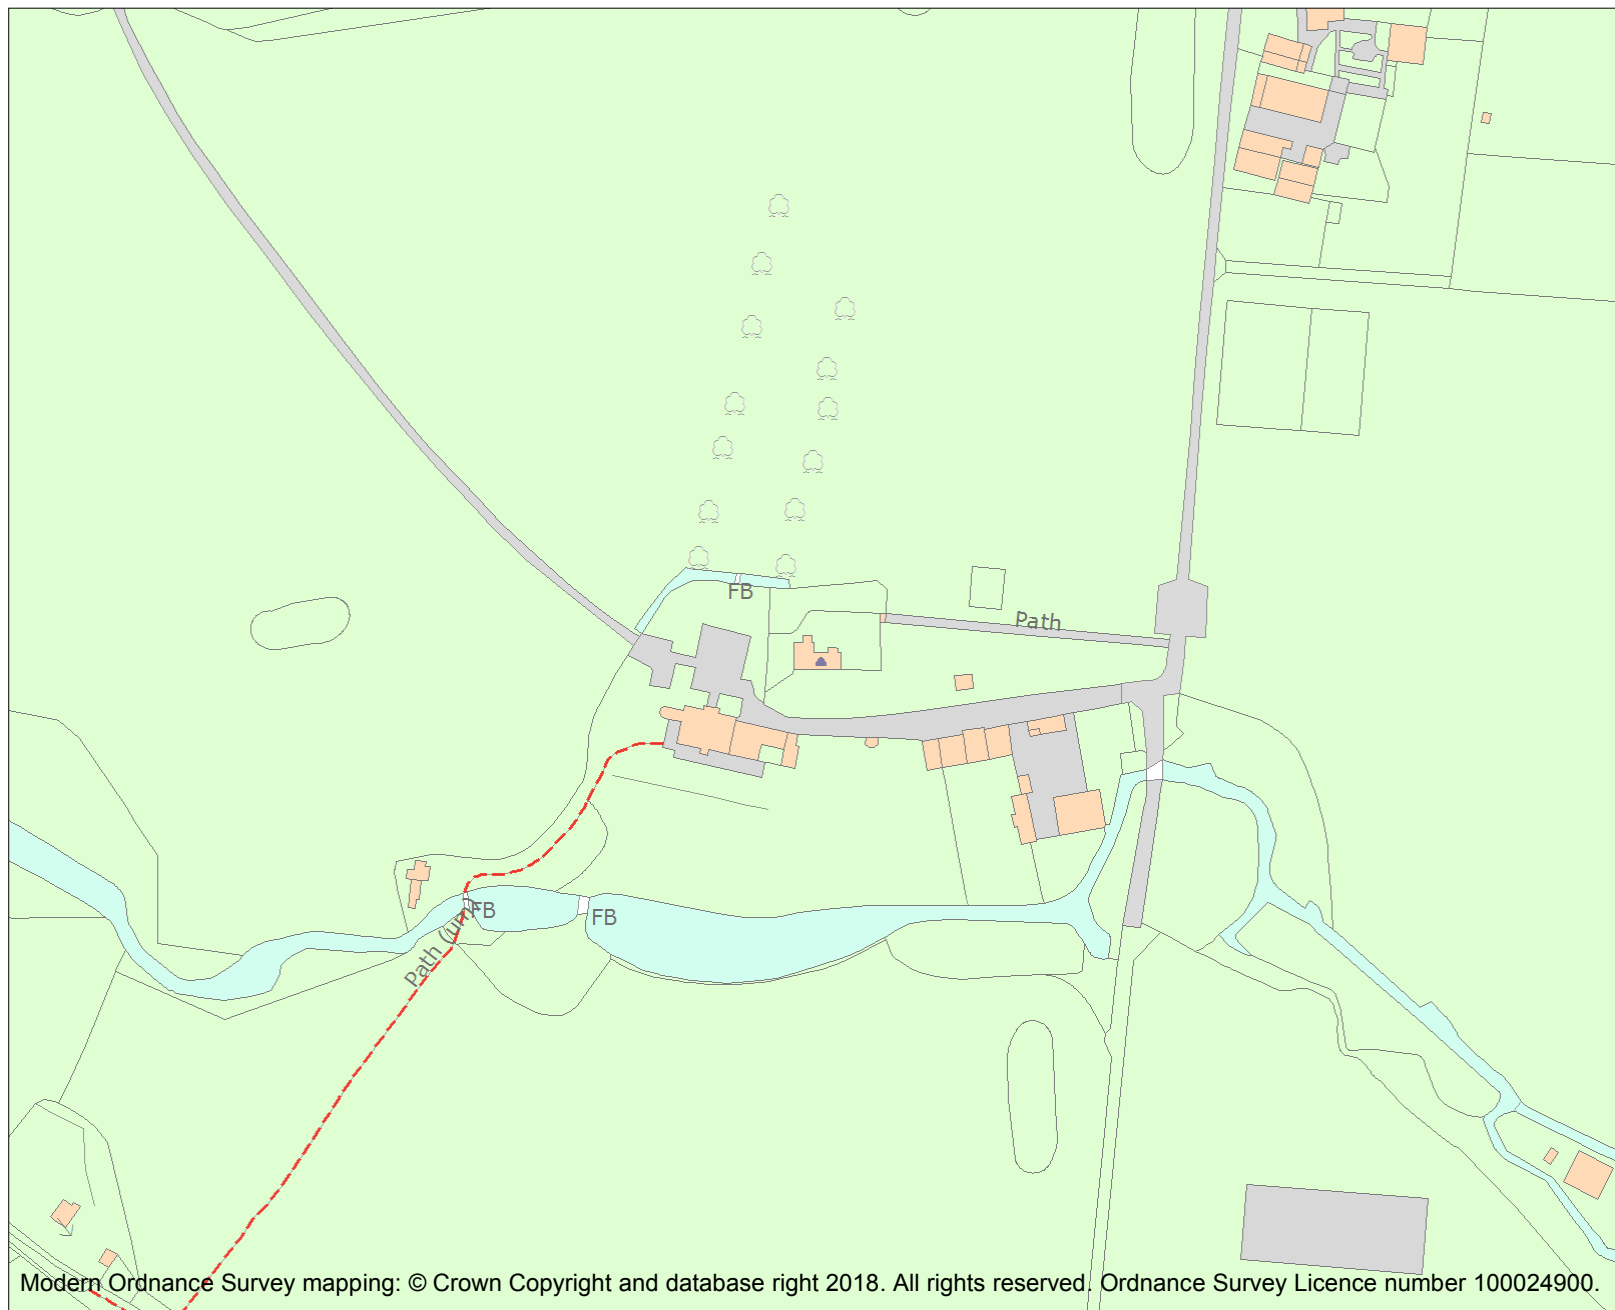 FB
Path
FB
FB
Path (um)
Modern Ordnance Survey mapping: © Crown Copyright and database right 2018. All rights reserved. Ordnance Survey Licence number 100024900.